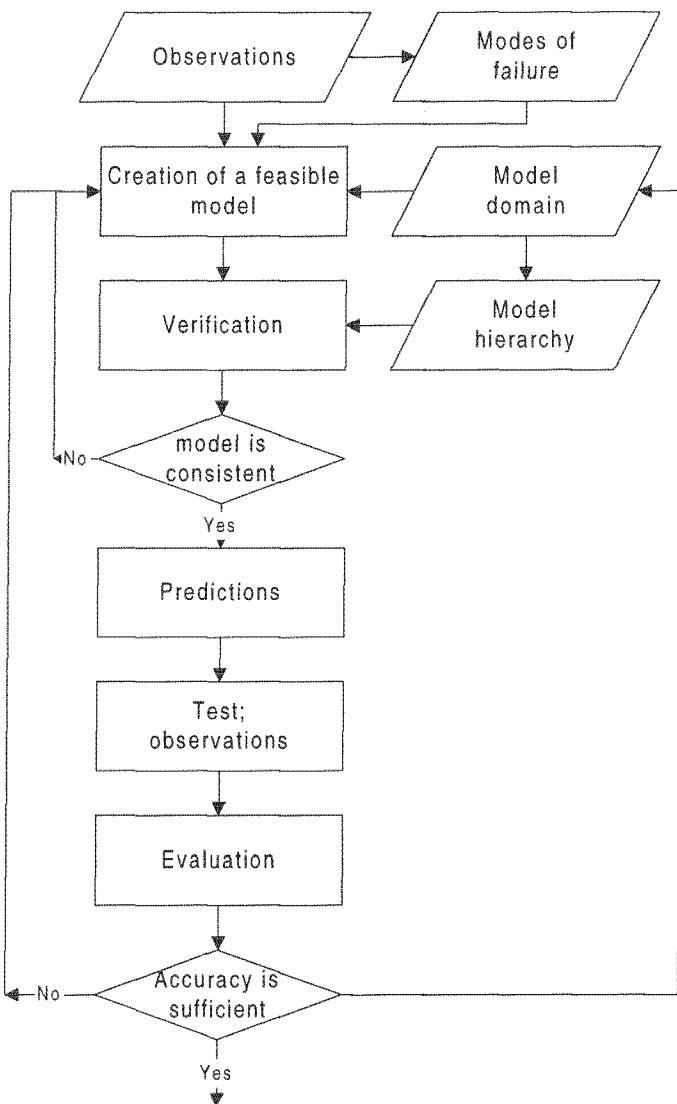 Observations
Modes of
failure
Creation of a feasible
model
Model
domain
Verification
Model
hierarchy
model is
consistent
No
Yes
Predictions
Test;
observations
Evaluation
Accuracy is
sufficient
No
Yes